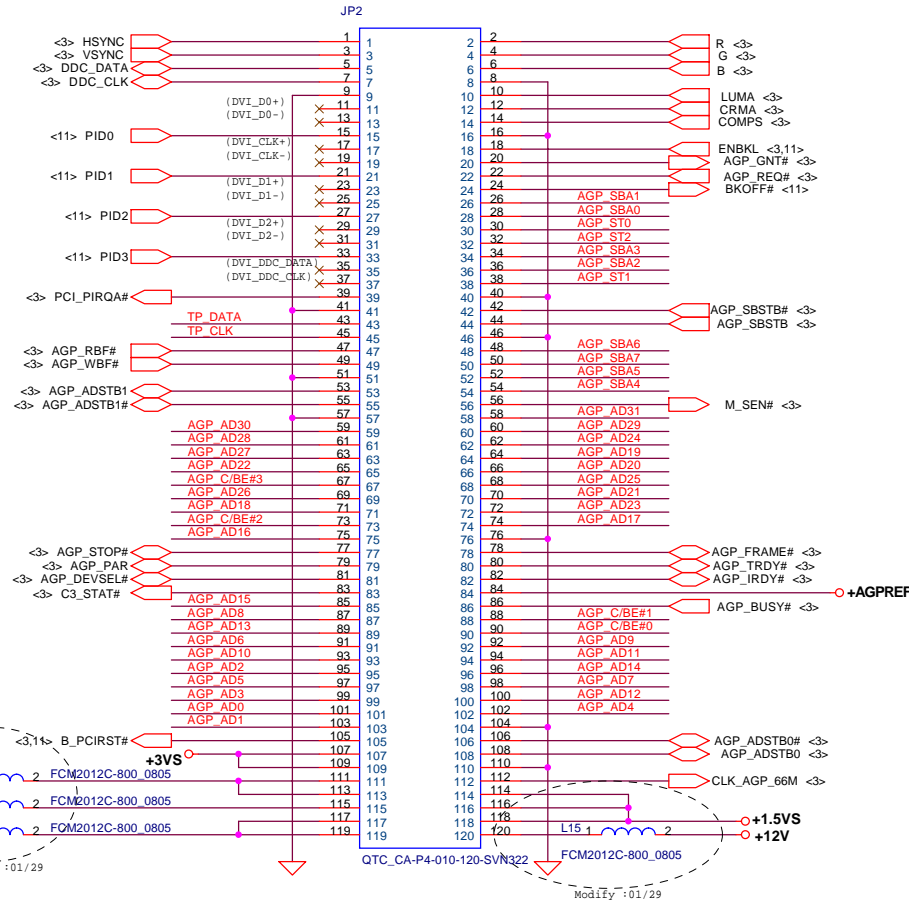 JP2
<3> HSYNC 1 1 2 2 R <3>
<3> VSYNC 3 3 4 4 G <3>
<3> DDC_DATA 5 5 6 6 B <3>
<3> DDC_CLK 7 7 8 8
9 9 10 10 LUMA <3>
(DVI_D0+) 11 11 12 12 CRMA <3>
(DVI_D0-) 13 13 14 14 COMPS <3>
<11> PID0 15 15 16 16
(DVI_CLK+) 17 17 18 18 ENBKL <3,11>
(DVI_CLK-) 19 19 20 20 AGP_GNT# <3>
<11> PID1 21 21 22 22 AGP_REQ# <3>
(DVI_D1+) 23 23 24 24 BKOFF# <11>
(DVI_D1-) 25 25 26 26 AGP_SBA1
<11> PID2 27 27 28 28 AGP_SBA0
(DVI_D2+) 29 29 30 30 AGP_ST0
(DVI_D2-) 31 31 32 32 AGP_ST2
<11> PID3 33 33 34 34 AGP_SBA3
(DVI_DDC_DATA) 35 35 36 36 AGP_SBA2
(DVI_DDC_CLK) 37 37 38 38 AGP_ST1
<3> PCI_PIRQA# 39 39 40 40
41 41 42 42 AGP_SBSTB# <3>
TP_DATA 43 43 44 44 AGP_SBSTB <3>
TP_CLK 45 45 46 46
<3> AGP_RBF# 47 47 48 48 AGP_SBA6
<3> AGP_WBF# 49 49 50 50 AGP_SBA7
51 51 52 52 AGP_SBA5
<3> AGP_ADSTB1 53 53 54 54 AGP_SBA4
<3> AGP_ADSTB1# 55 55 56 56 M_SEN# <3>
57 57 58 58 AGP_AD31
AGP_AD30 59 59 60 60 AGP_AD29
AGP_AD28 61 61 62 62 AGP_AD24
AGP_AD27 63 63 64 64 AGP_AD19
AGP_AD22 65 65 66 66 AGP_AD20
AGP_C/BE#3 67 67 68 68 AGP_AD25
AGP_AD26 69 69 70 70 AGP_AD21
AGP_AD18 71 71 72 72 AGP_AD23
AGP_C/BE#2 73 73 74 74 AGP_AD17
AGP_AD16 75 75 76 76
<3> AGP_STOP# 77 77 78 78 AGP_FRAME# <3>
<3> AGP_PAR 79 79 80 80 AGP_TRDY# <3>
<3> AGP_DEVSEL# 81 81 82 82 AGP_IRDY# <3>
<3> C3_STAT# 83 83 84 84 +AGPREF
AGP_AD15 85 85 86 86 AGP_BUSY# <3>
AGP_AD8 87 87 88 88 AGP_C/BE#1
AGP_AD13 89 89 90 90 AGP_C/BE#0
AGP_AD6 91 91 92 92 AGP_AD9
AGP_AD10 93 93 94 94 AGP_AD11
AGP_AD2 95 95 96 96 AGP_AD14
AGP_AD5 97 97 98 98 AGP_AD7
AGP_AD3 99 99 100 100 AGP_AD12
AGP_AD0 101 101 102 102 AGP_AD4
AGP_AD1 103 103 104 104
<3,11> B_PCIRST# 105 105 106 106 AGP_ADSTB0# <3>
+3VS 107 107 108 108 AGP_ADSTB0 <3>
109 109 110 110
2 FCM2012C-800_0805 111 111 112 112 CLK_AGP_66M <3>
113 113 114 114
2 FCM2012C-800_0805 115 115 116 116
117 117 118 118 +1.5VS
2 FCM2012C-800_0805 119 119 120 120 L15 1 2 +12V
QTC_CA-P4-010-120-SVN322 FCM2012C-800_0805
:01/29
Modify :01/29